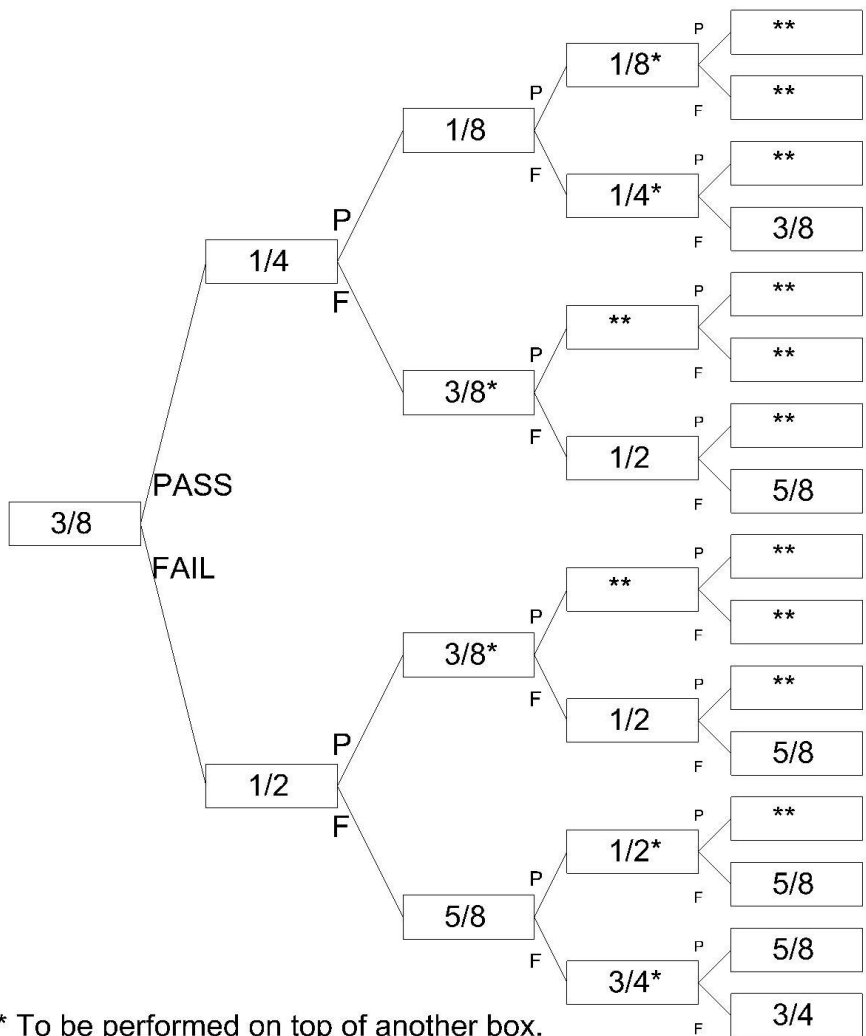 P **
1/8*
P **
F
1/8
P **
F 1/4*
3/8
F
P
1/4
P **
F
**
P **
F
3/8*
P **
F
1/2
PASS 5/8
F
3/8
P **
FAIL
**
P **
F
3/8*
P **
F
1/2
P 5/8
F
1/2
P **
F
1/2*
P 5/8
F
5/8
P 5/8
F
3/4*
3/4
* To be performed on top of another box.
F